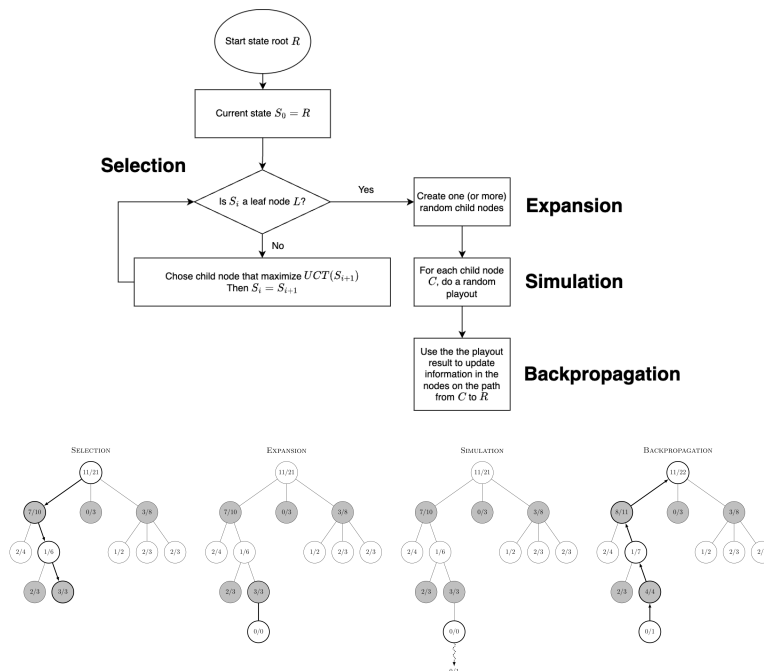 Start state root R
Current state S₀ = R
Selection
Is Sᵢ a leaf node L?
Yes
No
Chose child node that maximize UCT(Sᵢ₊₁)
Then Sᵢ = Sᵢ₊₁
Create one (or more)
random child nodes
Expansion
For each child node
C, do a random
playout
Simulation
Use the the playout
result to update
information in the
nodes on the path
from C to R
Backpropagation
SELECTION
11/21
7/10 0/3 3/8
2/4 1/6 1/2 2/3 2/3
2/3 3/3
EXPANSION
11/21
7/10 0/3 3/8
2/4 1/6 1/2 2/3 2/3
2/3 3/3
0/0
SIMULATION
11/21
7/10 0/3 3/8
2/4 1/6 1/2 2/3 2/3
2/3 3/3
0/0
BACKPROPAGATION
11/22
8/11 0/3 3/8
2/4 1/7 1/2 2/3
2/3 4/4
0/1